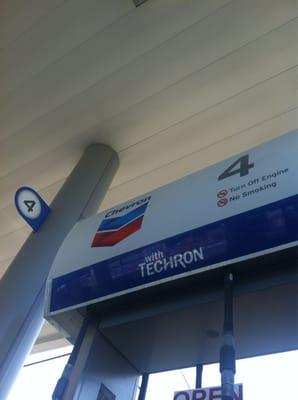 4
Chevron
with
TECHRON
4
Turn Off Engine
No Smoking
OPEN